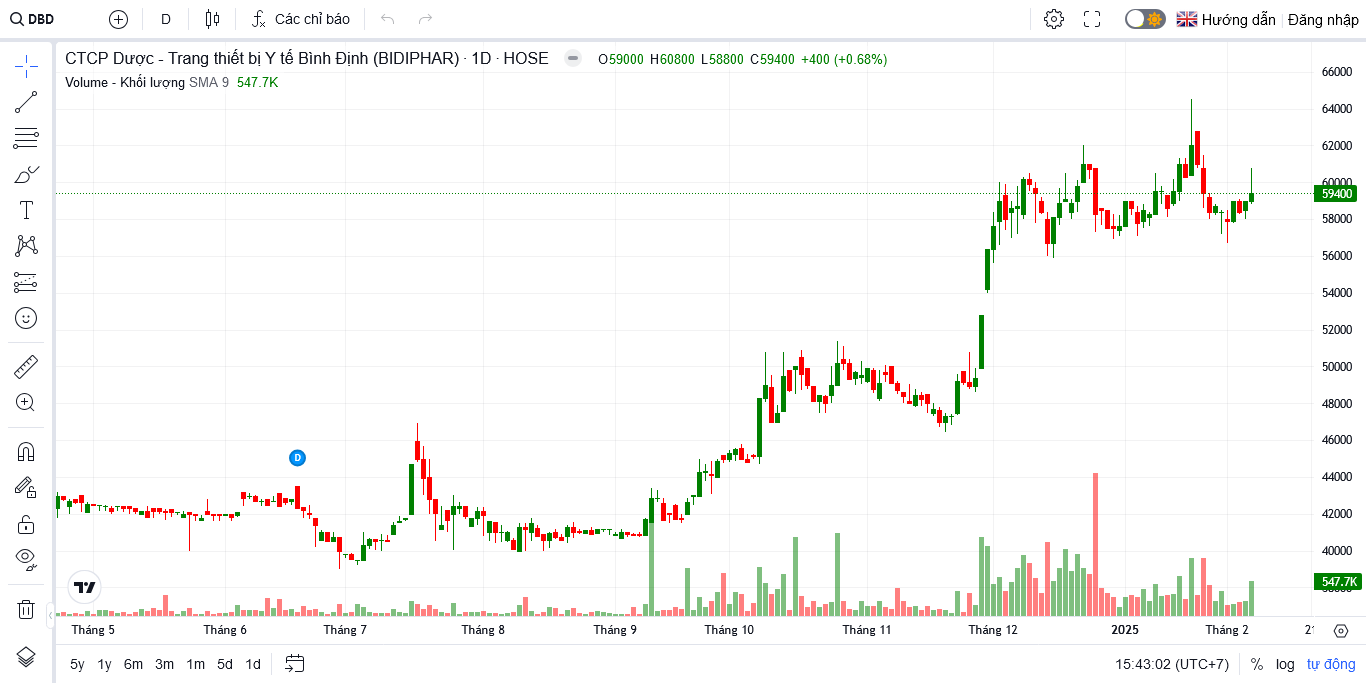 DBD D Các chỉ báo Hướng dẫn Đăng nhập
CTCP Dược - Trang thiết bị Y tế Bình Định (BIDIPHAR) · 1D · HOSE O59000 H60800 L58800 C59400 +400 (+0.68%)
Volume - Khối lượng SMA 9 547.7K
66000
64000
62000
60000
59400
58000
56000
54000
52000
50000
48000
46000
44000
42000
40000
D
547.7K
Tháng 5 Tháng 6 Tháng 7 Tháng 8 Tháng 9 Tháng 10 Tháng 11 Tháng 12 2025 Tháng 2
5y 1y 6m 3m 1m 5d 1d 15:43:02 (UTC+7) % log tự động